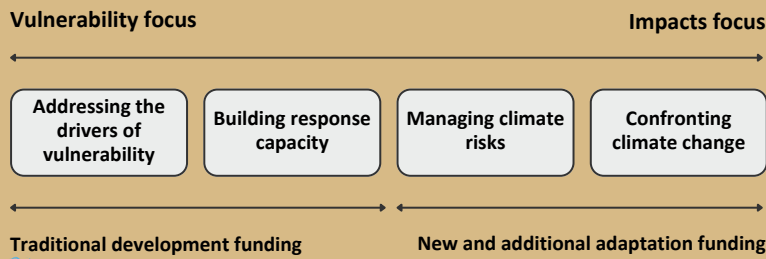 Vulnerability focus
Impacts focus
Addressing the
drivers of
vulnerability
Building response
capacity
Managing climate
risks
Confronting
climate change
Traditional development funding
New and additional adaptation funding